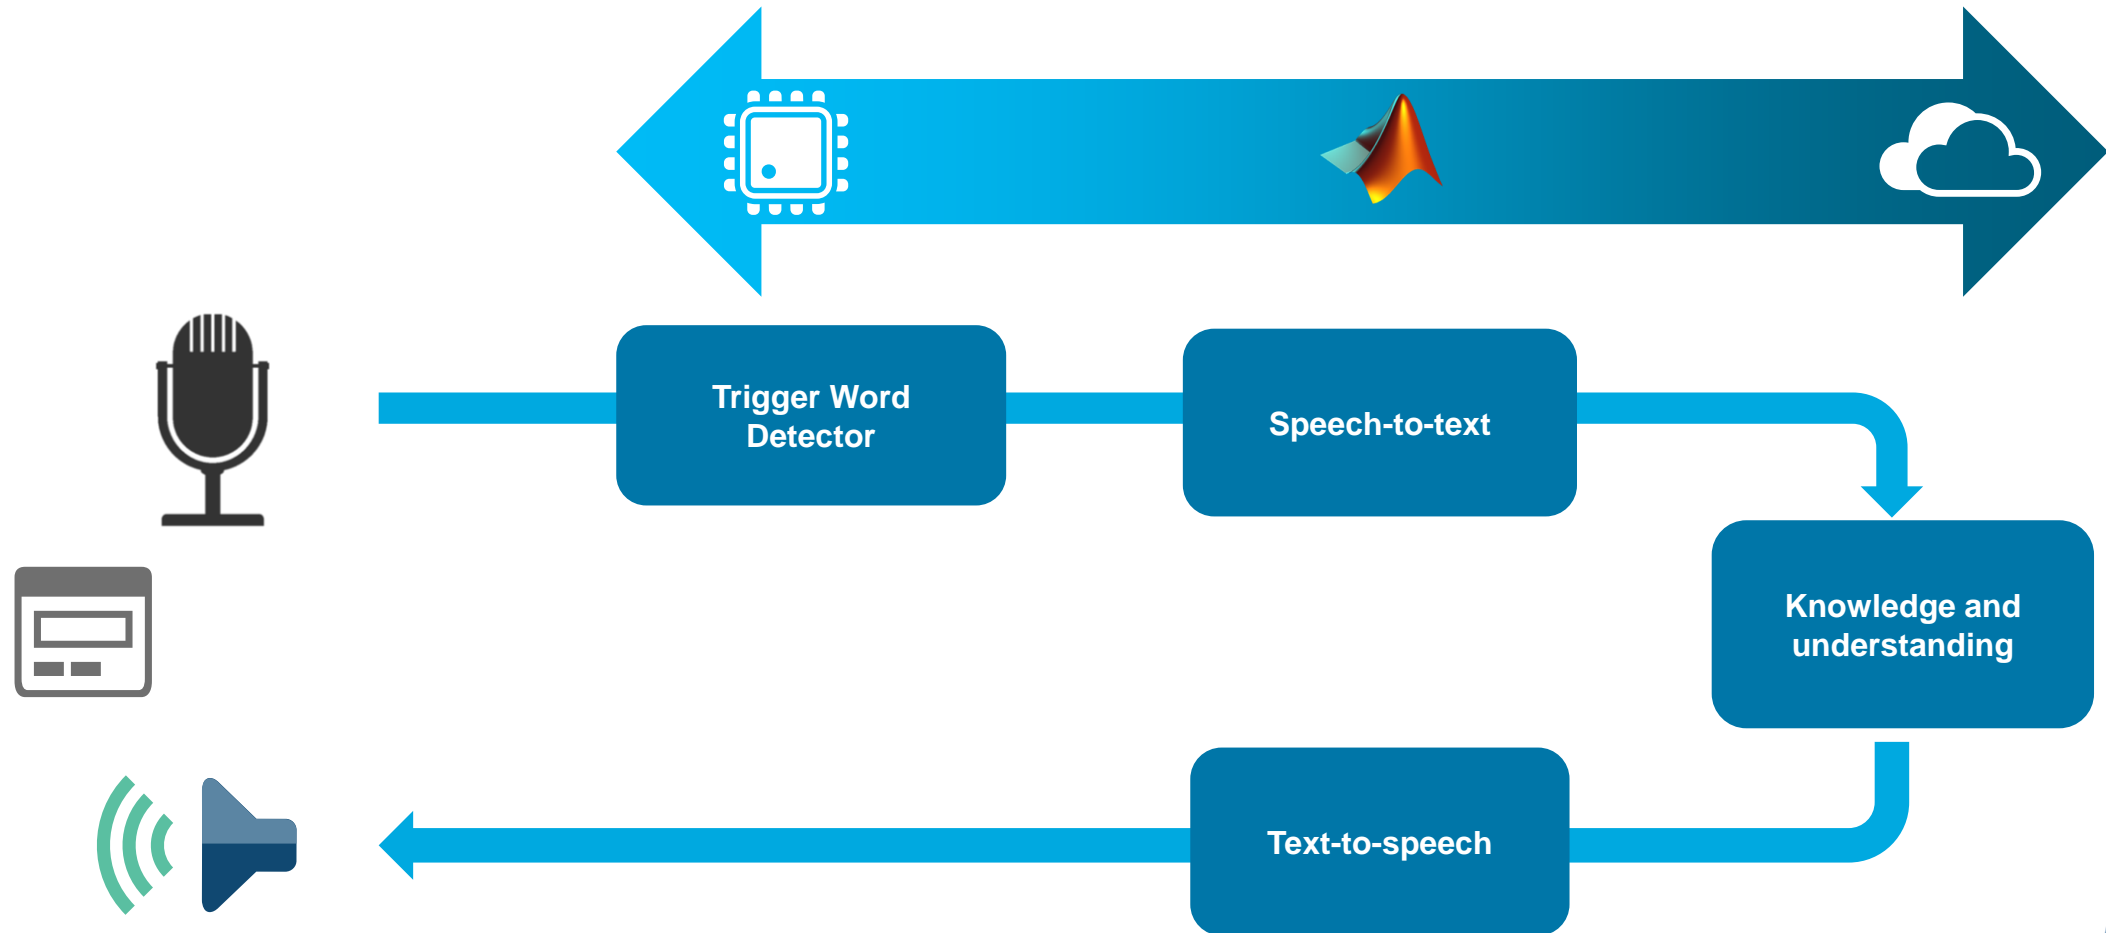 Trigger Word
Detector
Speech-to-text
Knowledge and
understanding
Text-to-speech